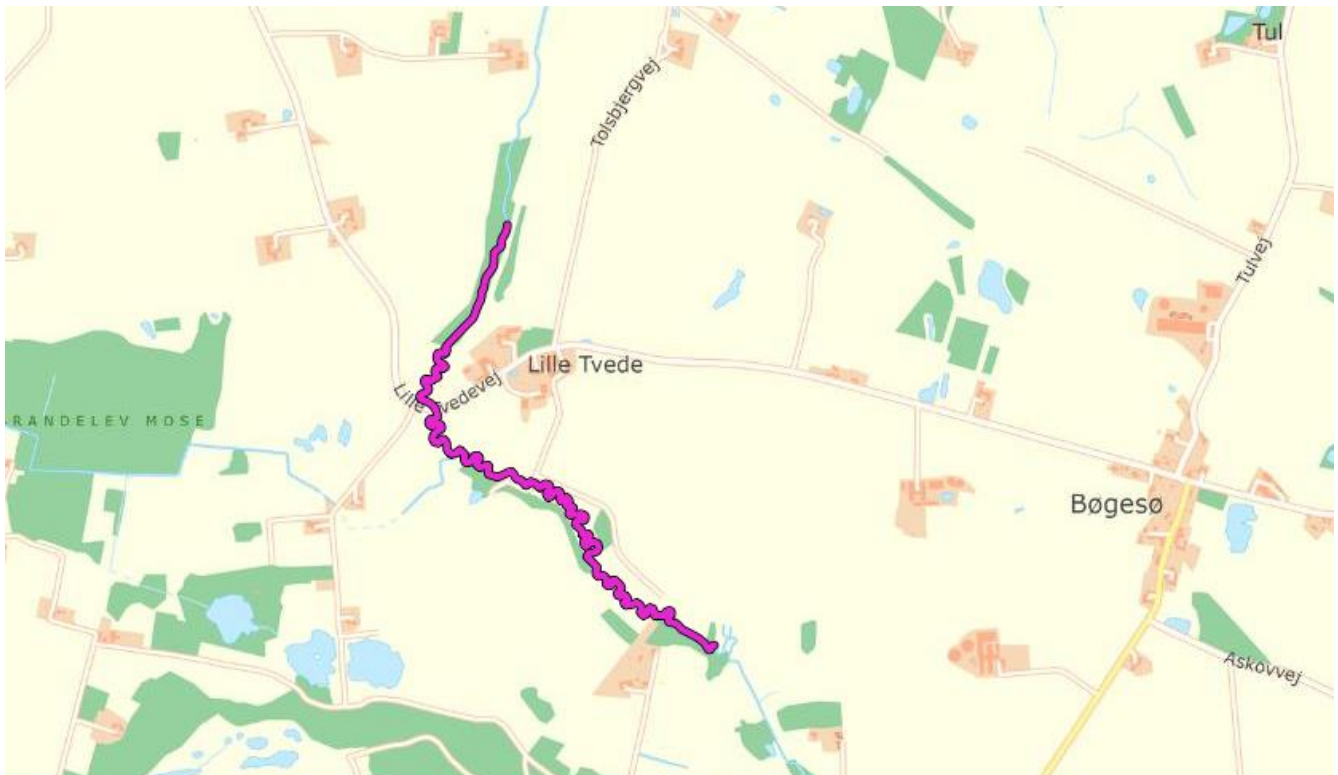 Tul
Tolsbjergvej
Tulvej
Lille Tvede
Lille Tvedevej
RANDELEV MOSE
Bøgesø
Askovvej